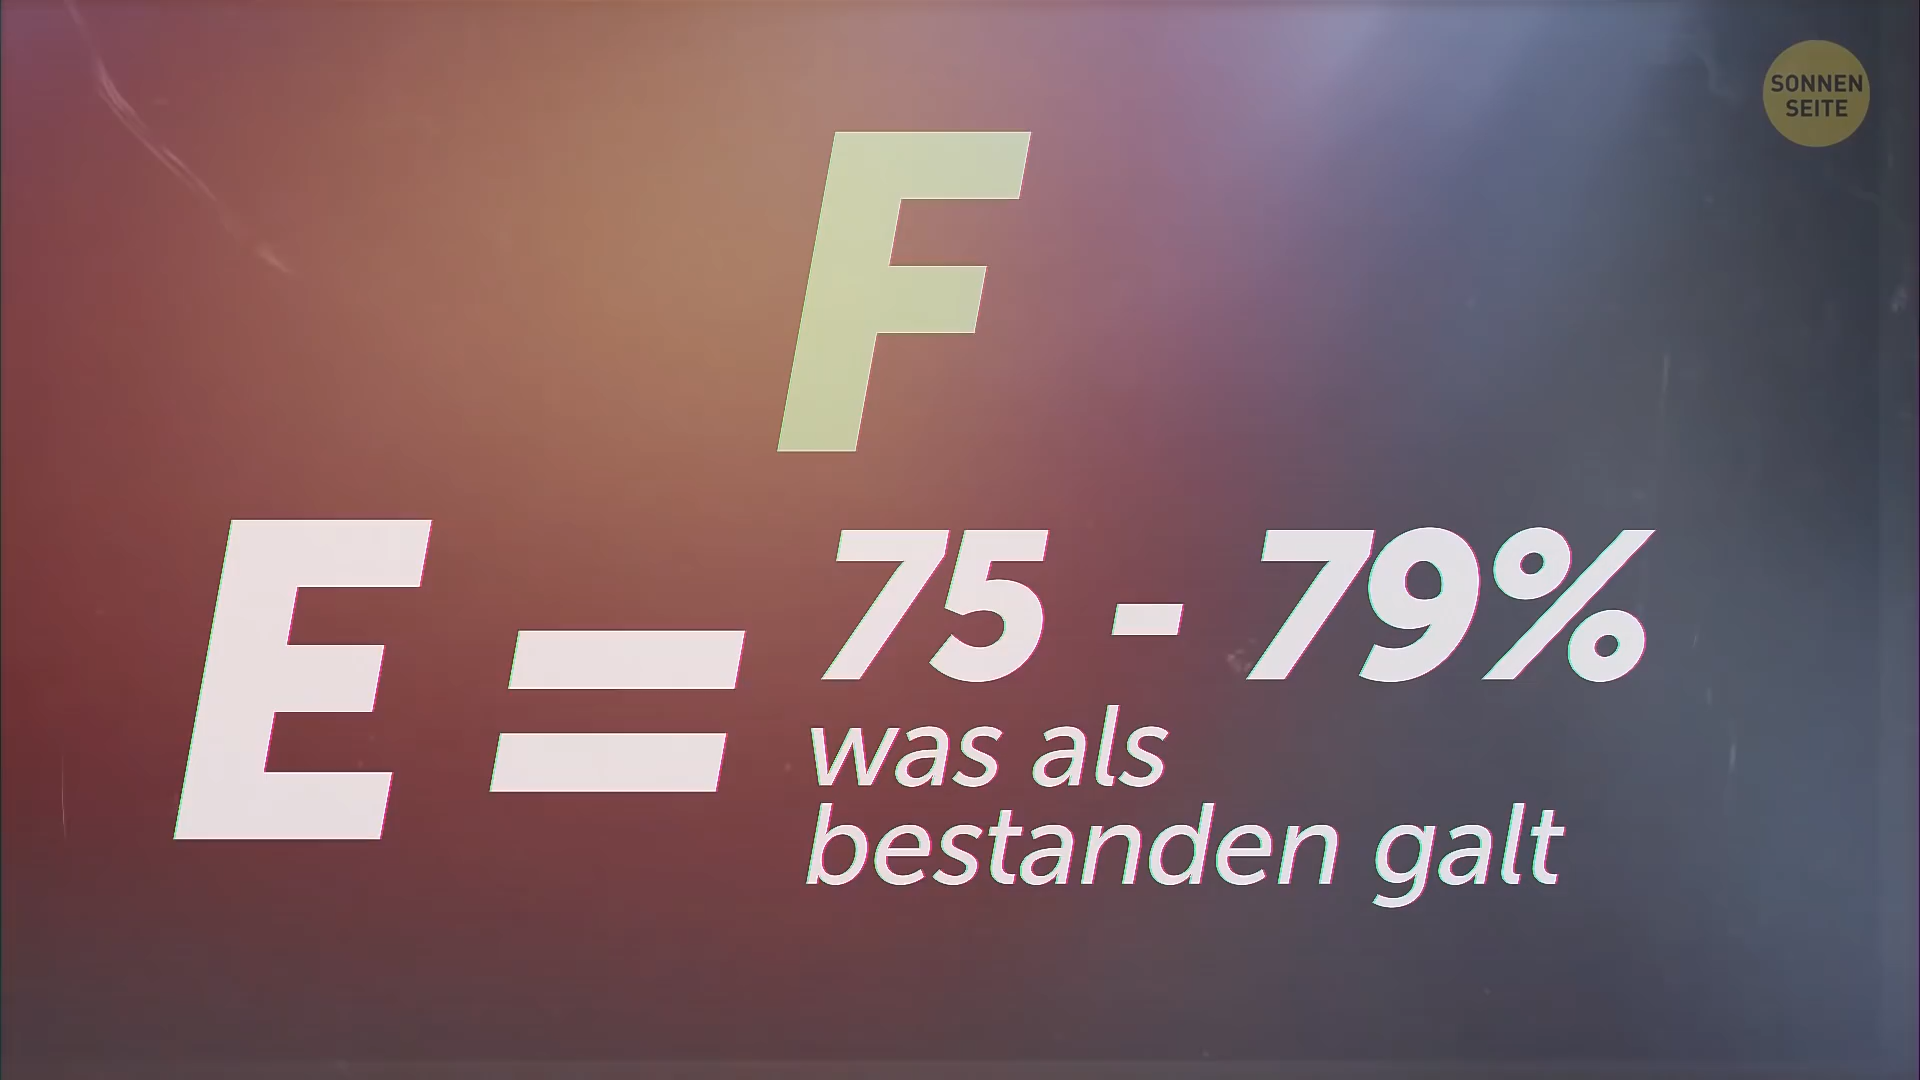 SONNEN
SEITE
F
E = 75 - 79%
was als
bestanden galt